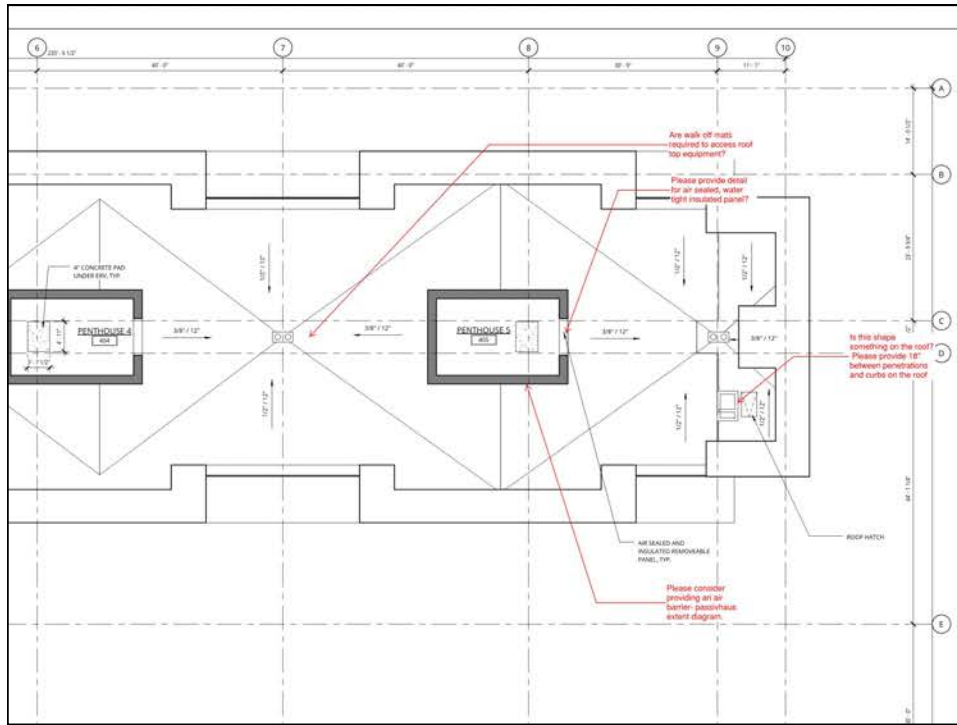 6
7
8
9
10
220' - 6 1/2"
40' - 0"
40' - 0"
11' - 1"
A
B
C
D
E
Are walk off mats
required to access roof
top equipment?
Please provide detail
for air sealed, water
tight insulated panel?
4" CONCRETE PAD
UNDER ERV, TYP.
1/2" / 12"
1/2" / 12"
1/2" / 12"
PENTHOUSE 4
404
3/8" / 12"
3/8" / 12"
PENTHOUSE 5
405
3/8" / 12"
3/8" / 12"
Is this shape
something on the roof?
Please provide 18"
between penetrations
and curbs on the roof
1/2" / 12"
1/2" / 12"
1/2" / 12"
AIR SEALED AND
INSULATED REMOVEABLE
PANEL, TYP.
ROOF HATCH
Please consider
providing an air
barrier- passivhaus
extent diagram.